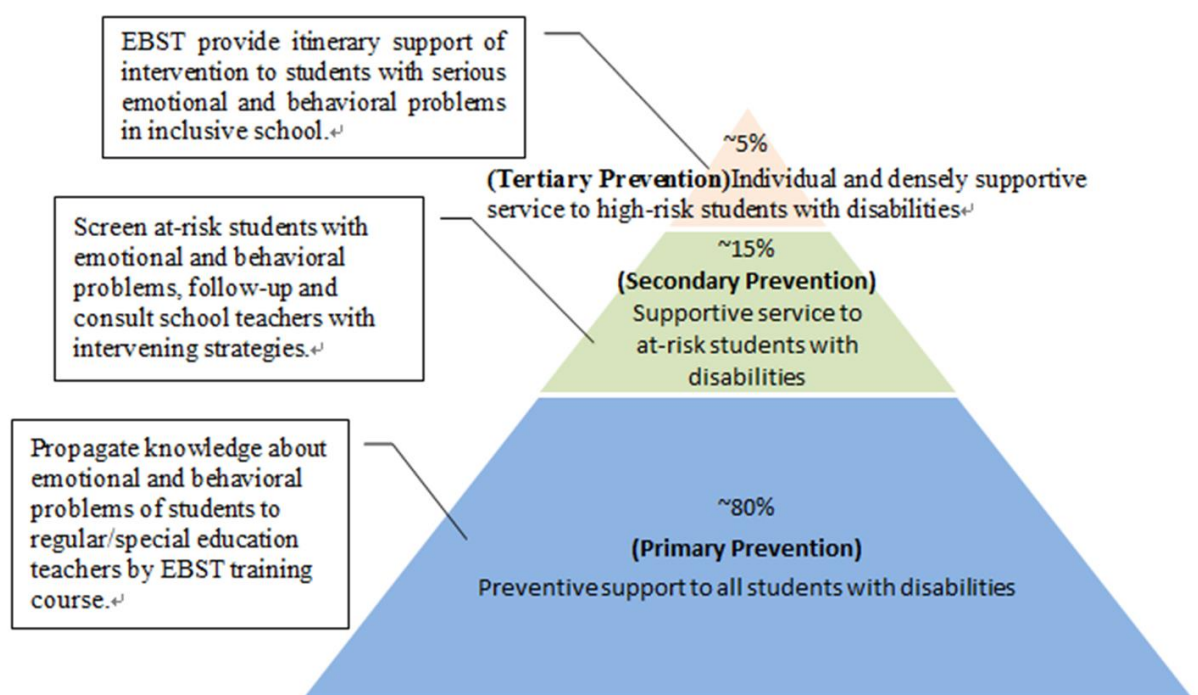 EBST provide itinerary support of
intervention to students with serious
emotional and behavioral problems
in inclusive school.↵
~5%
(Tertiary Prevention)Individual and densely supportive
service to high-risk students with disabilities↵
Screen at-risk students with
emotional and behavioral
problems, follow-up and
consult school teachers with
intervening strategies.↵
~15%
(Secondary Prevention)
Supportive service to
at-risk students with
disabilities
Propagate knowledge about
emotional and behavioral
problems of students to
regular/special education
teachers by EBST training
course.↵
~80%
(Primary Prevention)
Preventive support to all students with disabilities